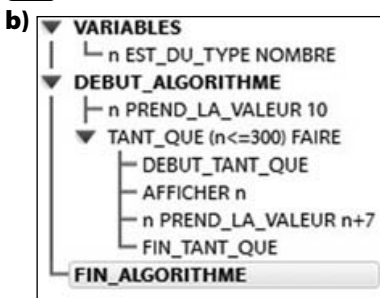 b)
VARIABLES
n EST_DU_TYPE NOMBRE
DEBUT_ALGORITHME
n PREND_LA_VALEUR 10
TANT_QUE (n<=300) FAIRE
DEBUT_TANT_QUE
AFFICHER n
n PREND_LA_VALEUR n+7
FIN_TANT_QUE
FIN_ALGORITHME